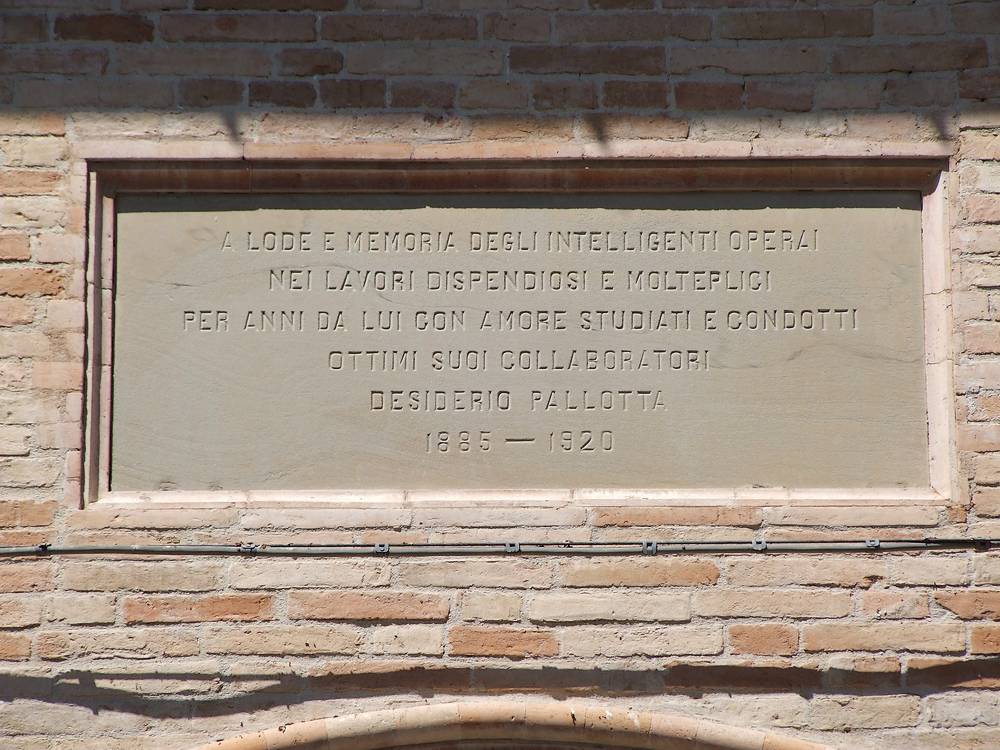 A LODE E MEMORIA DEGLI INTELLIGENTI OPERAI
NEI LAVORI DISPENDIOSI E MOLTEPLICI
PER ANNI DA LUI CON AMORE STUDIATI E CONDOTTI
OTTIMI SUOI COLLABORATORI
DESIDERIO PALLOTTA
1885 — 1920